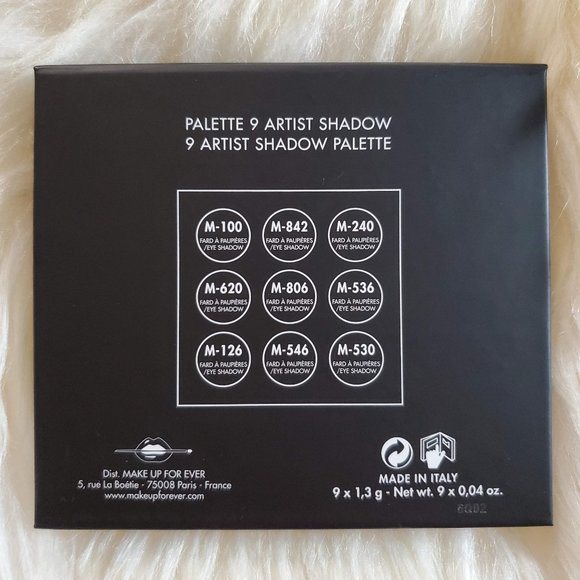 PALETTE 9 ARTIST SHADOW
9 ARTIST SHADOW PALETTE
M-100
FARD À PAUPIÈRES
/EYE SHADOW
M-842
FARD À PAUPIÈRES
/EYE SHADOW
M-240
FARD À PAUPIÈRES
/EYE SHADOW
M-620
FARD À PAUPIÈRES
/EYE SHADOW
M-806
FARD À PAUPIÈRES
/EYE SHADOW
M-536
FARD À PAUPIÈRES
/EYE SHADOW
M-126
FARD À PAUPIÈRES
/EYE SHADOW
M-546
FARD À PAUPIÈRES
/EYE SHADOW
M-530
FARD À PAUPIÈRES
/EYE SHADOW
Dist. MAKE UP FOR EVER
5, rue La Boétie - 75008 Paris - France
www.makeupforever.com
MADE IN ITALY
9 x 1,3 g - Net wt. 9 x 0,04 oz.